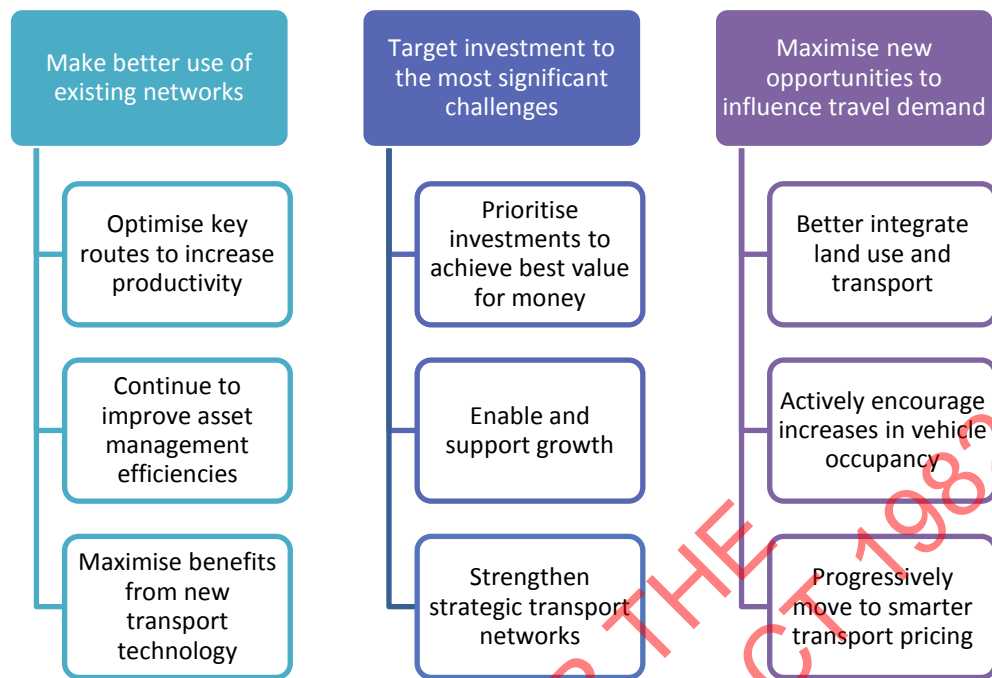 Make better use of
existing networks
Optimise key
routes to increase
productivity
Continue to
improve asset
management
efficiencies
Maximise benefits
from new
transport
technology
Target investment to
the most significant
challenges
Prioritise
investments to
achieve best value
for money
Enable and
support growth
Strengthen
strategic transport
networks
Maximise new
opportunities to
influence travel demand
Better integrate
land use and
transport
Actively encourage
increases in vehicle
occupancy
Progressively
move to smarter
transport pricing
THE
CT 1982